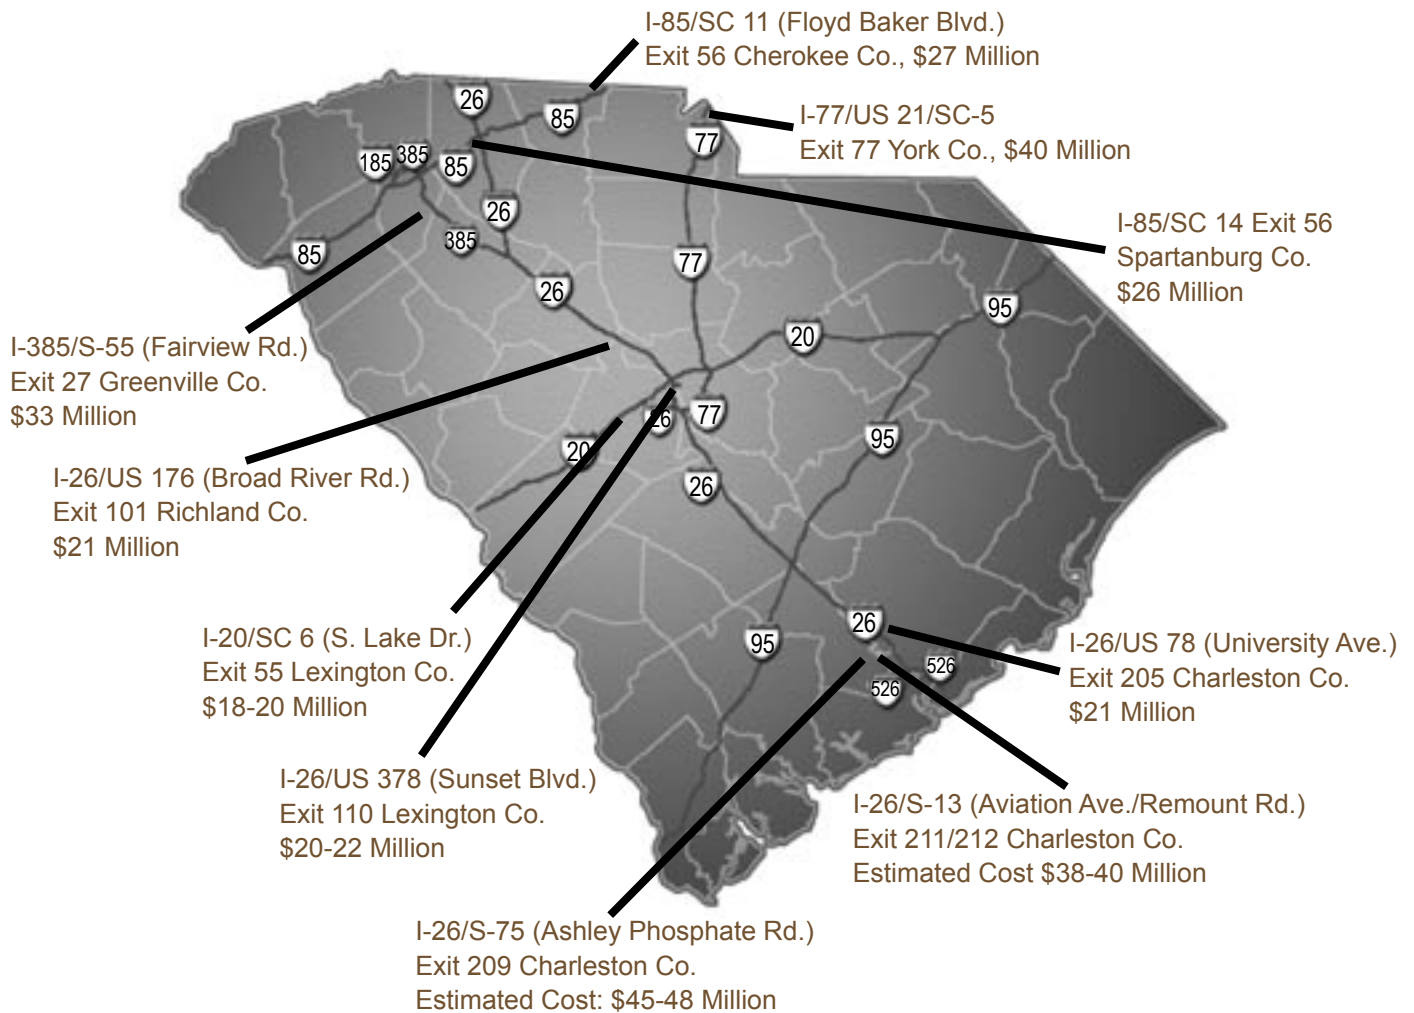 I-85/SC 11 (Floyd Baker Blvd.)
Exit 56 Cherokee Co., $27 Million
I-77/US 21/SC-5
Exit 77 York Co., $40 Million
I-85/SC 14 Exit 56
Spartanburg Co.
$26 Million
26
85
77
185
385
85
26
385
85
77
26
95
20
I-385/S-55 (Fairview Rd.)
Exit 27 Greenville Co.
$33 Million
26
77
20
95
26
I-26/US 176 (Broad River Rd.)
Exit 101 Richland Co.
$21 Million
I-20/SC 6 (S. Lake Dr.)
Exit 55 Lexington Co.
$18-20 Million
95
26
526
526
I-26/US 78 (University Ave.)
Exit 205 Charleston Co.
$21 Million
I-26/US 378 (Sunset Blvd.)
Exit 110 Lexington Co.
$20-22 Million
I-26/S-13 (Aviation Ave./Remount Rd.)
Exit 211/212 Charleston Co.
Estimated Cost $38-40 Million
I-26/S-75 (Ashley Phosphate Rd.)
Exit 209 Charleston Co.
Estimated Cost: $45-48 Million